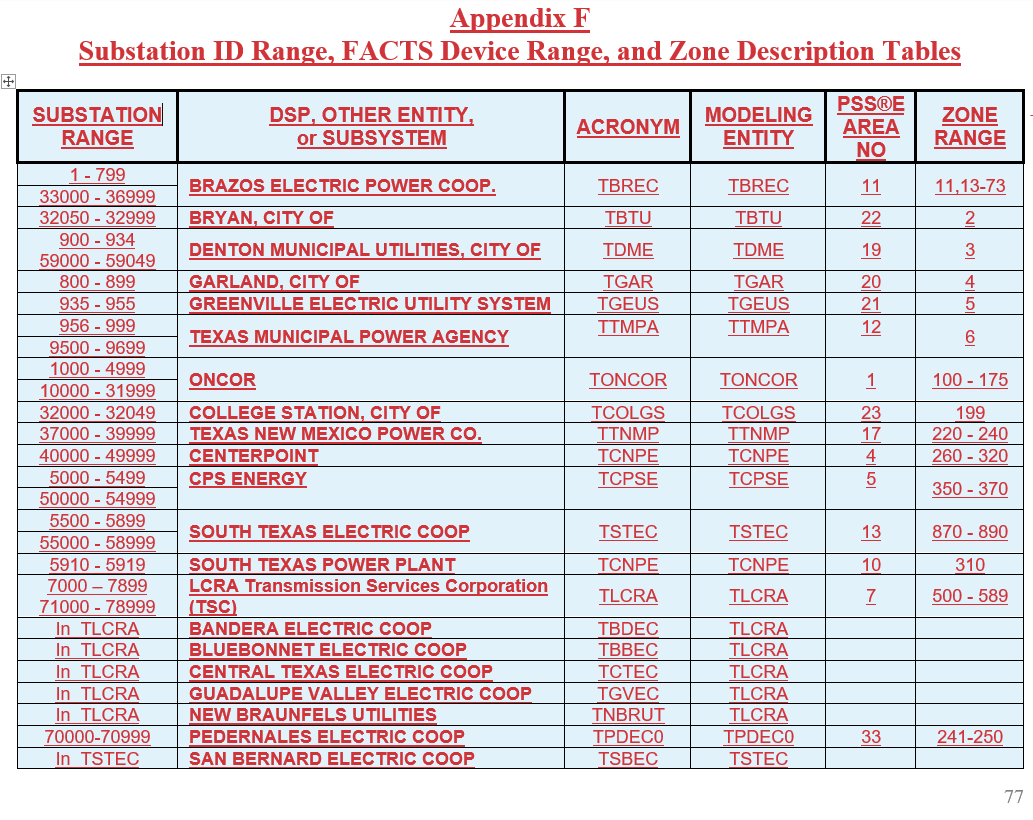 Appendix F
Substation ID Range, FACTS Device Range, and Zone Description Tables
SUBSTATION RANGE DSP, OTHER ENTITY, or SUBSYSTEM ACRONYM MODELING ENTITY PSS®E AREA NO ZONE RANGE
1 - 799
33000 - 36999 BRAZOS ELECTRIC POWER COOP. TBREC TBREC 11 11,13-73
32050 - 32999 BRYAN, CITY OF TBTU TBTU 22 2
900 - 934
59000 - 59049 DENTON MUNICIPAL UTILITIES, CITY OF TDME TDME 19 3
800 - 899 GARLAND, CITY OF TGAR TGAR 20 4
935 - 955 GREENVILLE ELECTRIC UTILITY SYSTEM TGEUS TGEUS 21 5
956 - 999
9500 - 9699 TEXAS MUNICIPAL POWER AGENCY TTMPA TTMPA 12 6
1000 - 4999
10000 - 31999 ONCOR TONCOR TONCOR 1 100 - 175
32000 - 32049 COLLEGE STATION, CITY OF TCOLGS TCOLGS 23 199
37000 - 39999 TEXAS NEW MEXICO POWER CO. TTNMP TTNMP 17 220 - 240
40000 - 49999 CENTERPOINT TCNPE TCNPE 4 260 - 320
5000 - 5499
50000 - 54999 CPS ENERGY TCPSE TCPSE 5 350 - 370
5500 - 5899
55000 - 58999 SOUTH TEXAS ELECTRIC COOP TSTEC TSTEC 13 870 - 890
5910 - 5919 SOUTH TEXAS POWER PLANT TCNPE TCNPE 10 310
7000 – 7899
71000 - 78999 LCRA Transmission Services Corporation (TSC) TLCRA TLCRA 7 500 - 589
In TLCRA BANDERA ELECTRIC COOP TBDEC TLCRA
In TLCRA BLUEBONNET ELECTRIC COOP TBBEC TLCRA
In TLCRA CENTRAL TEXAS ELECTRIC COOP TCTEC TLCRA
In TLCRA GUADALUPE VALLEY ELECTRIC COOP TGVEC TLCRA
In TLCRA NEW BRAUNFELS UTILITIES TNBRUT TLCRA
70000-70999 PEDERNALES ELECTRIC COOP TPDEC0 TPDEC0 33 241-250
In TSTEC SAN BERNARD ELECTRIC COOP TSBEC TSTEC
77